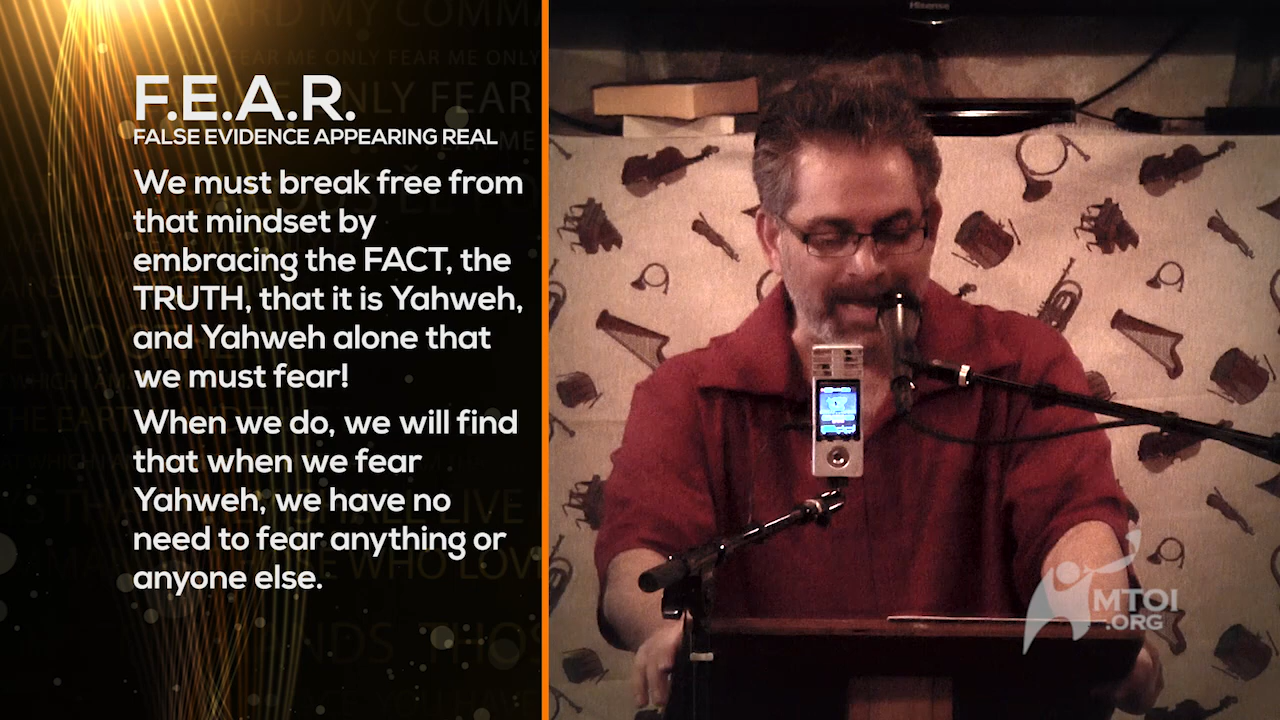 Hisense
F.E.A.R.
FALSE EVIDENCE APPEARING REAL
We must break free from
that mindset by
embracing the FACT, the
TRUTH, that it is Yahweh,
and Yahweh alone that
we must fear!
When we do, we will find
that when we fear
Yahweh, we have no
need to fear anything or
anyone else.
MTOI
.ORG